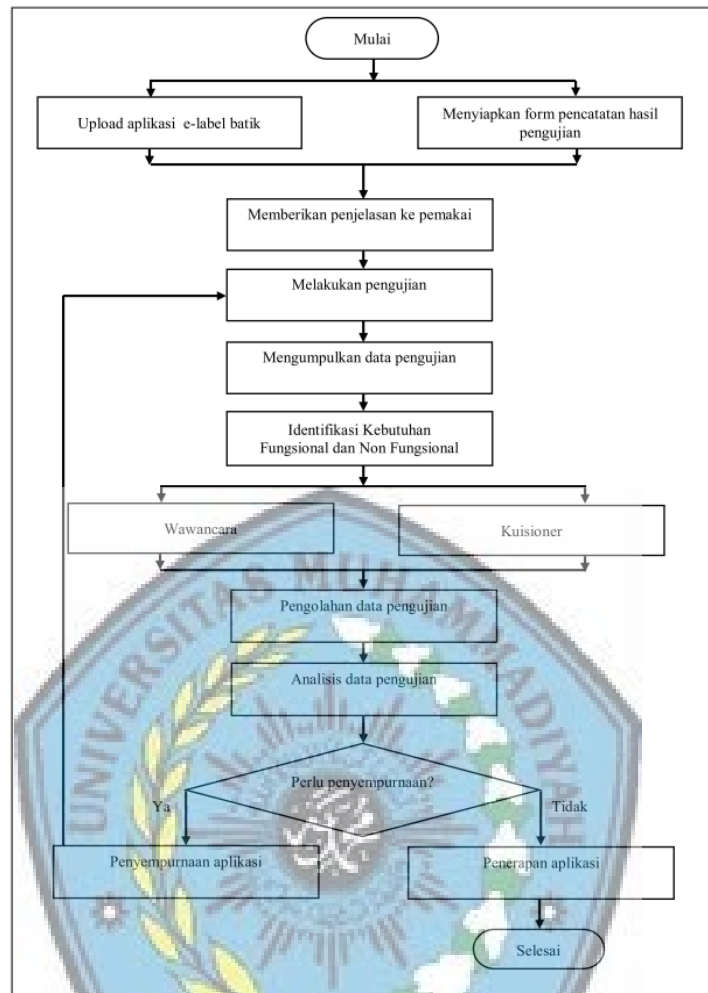 Mulai
Upload aplikasi e-label batik
Menyiapkan form pencatatan hasil
pengujian
Memberikan penjelasan ke pemakai
Melakukan pengujian
Mengumpulkan data pengujian
Identifikasi Kebutuhan
Fungsional dan Non Fungsional
Wawancara
Kuisioner
UNIVERSITAS MUHAMMADIYAH
Pengolahan data pengujian
Analisis data pengujian
Perlu penyempurnaan?
Ya
Tidak
Penyempurnaan aplikasi
Penerapan aplikasi
Selesai